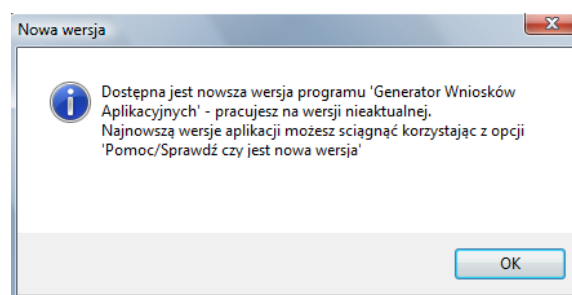 Nowa wersja
Dostępna jest nowsza wersja programu 'Generator Wniosków
Aplikacyjnych' - pracujesz na wersji nieaktualnej.
Najnowszą wersje aplikacji możesz sciągnąć korzystając z opcji
'Pomoc/Sprawdź czy jest nowa wersja'
OK